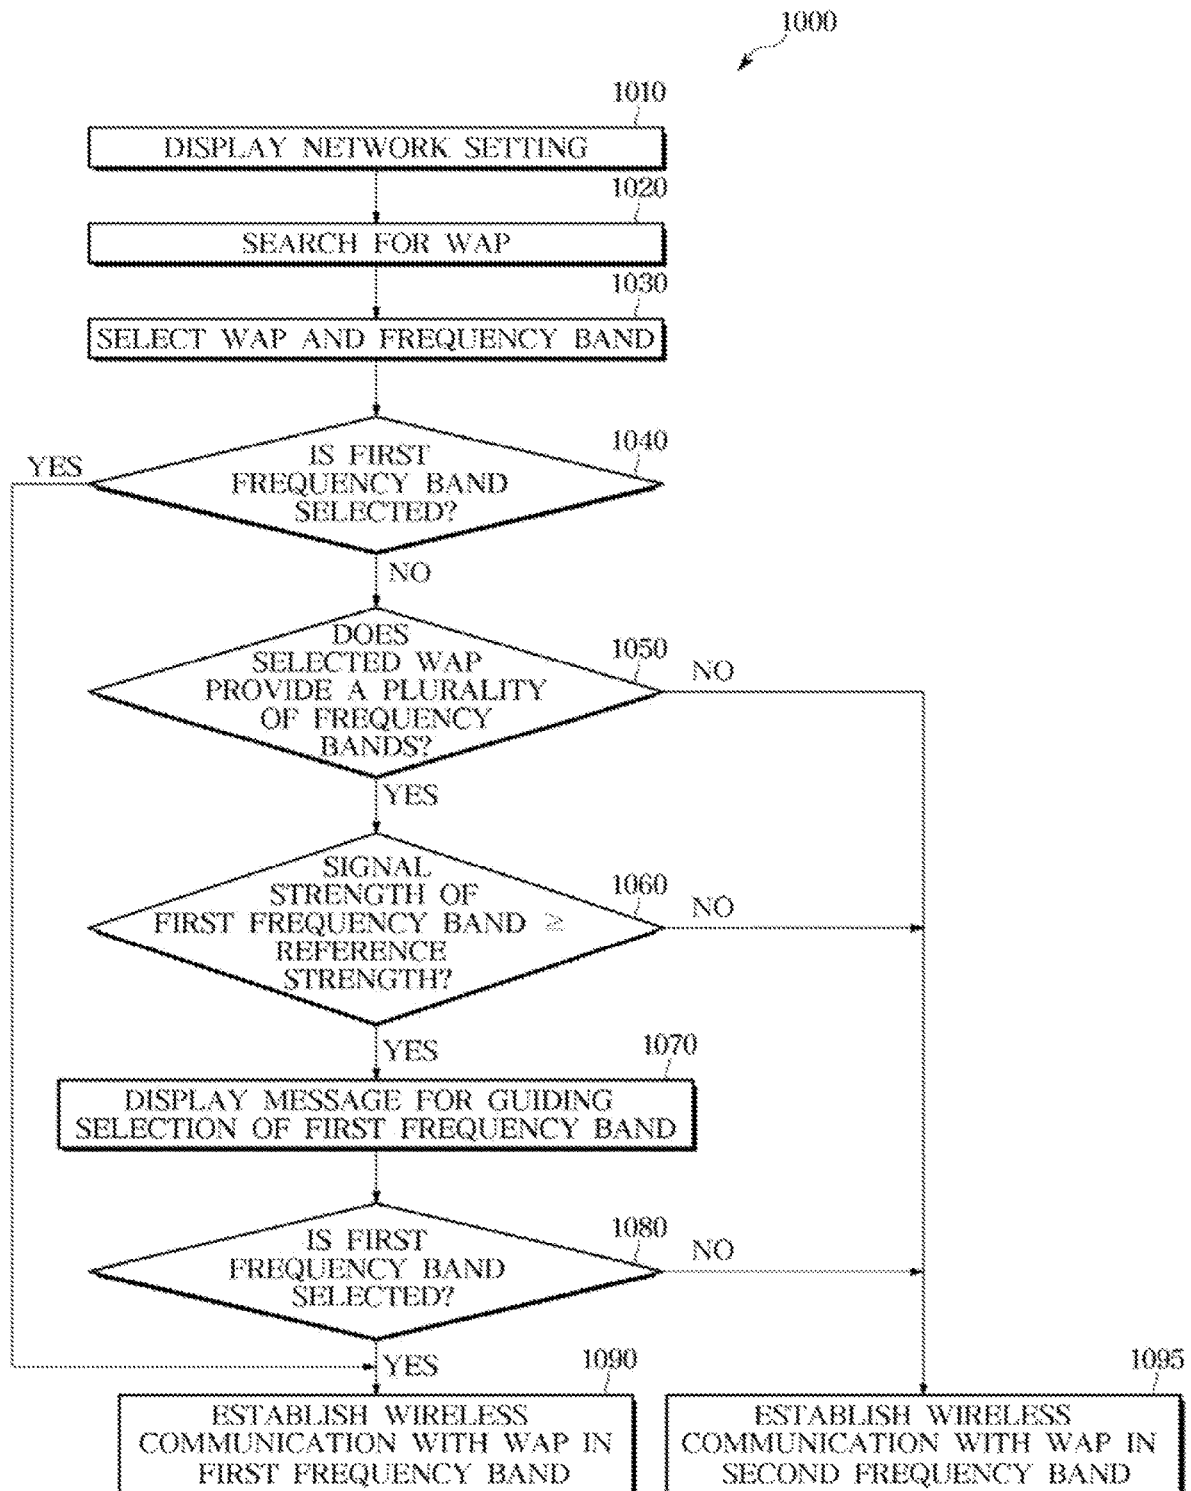 1000
1010
DISPLAY NETWORK SETTING
1020
SEARCH FOR WAP
1030
SELECT WAP AND FREQUENCY BAND
1040
IS FIRST
FREQUENCY BAND
SELECTED?
YES
NO
1050
DOES
SELECTED WAP
PROVIDE A PLURALITY
OF FREQUENCY
BANDS?
NO
YES
1060
SIGNAL
STRENGTH OF
FIRST FREQUENCY BAND ≥
REFERENCE
STRENGTH?
NO
YES
1070
DISPLAY MESSAGE FOR GUIDING
SELECTION OF FIRST FREQUENCY BAND
1080
IS FIRST
FREQUENCY BAND
SELECTED?
NO
YES
1090
ESTABLISH WIRELESS
COMMUNICATION WITH WAP IN
FIRST FREQUENCY BAND
1095
ESTABLISH WIRELESS
COMMUNICATION WITH WAP IN
SECOND FREQUENCY BAND